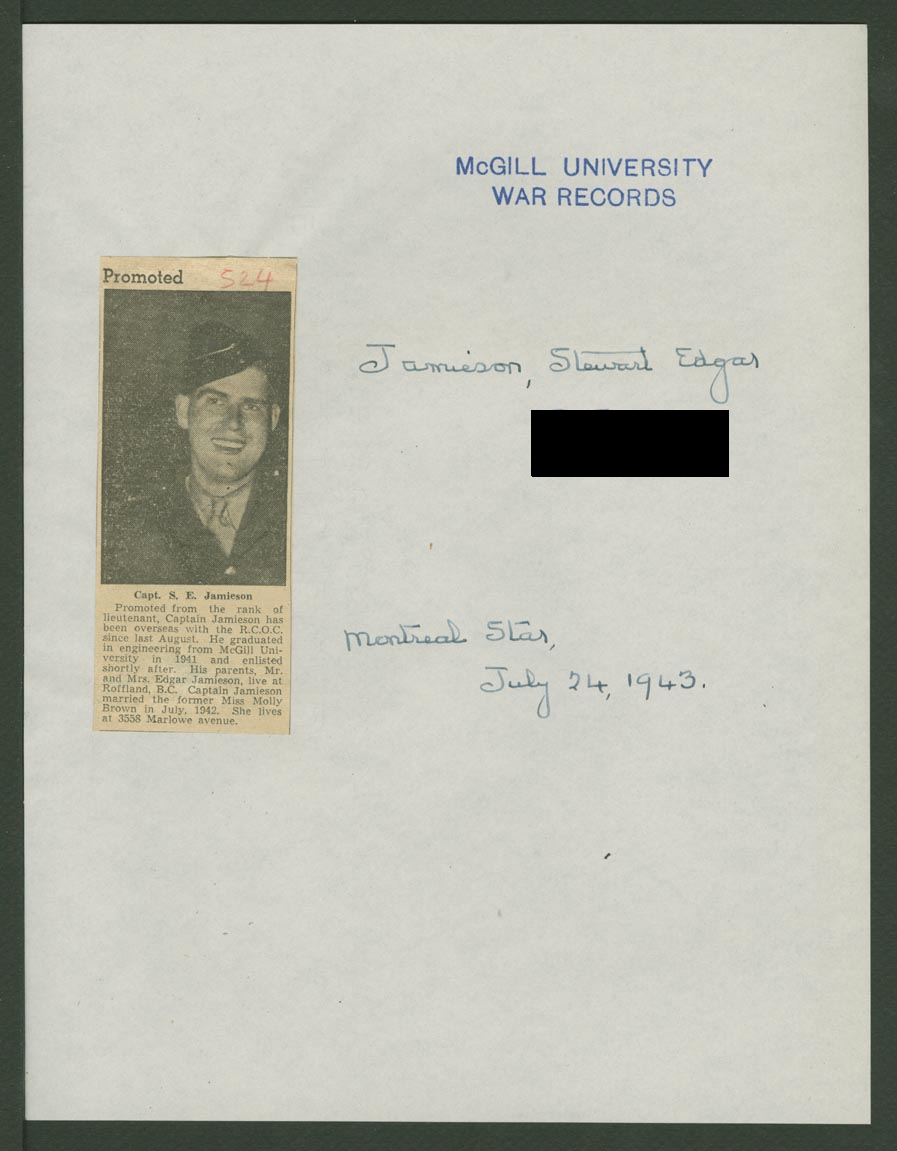 McGILL UNIVERSITY
WAR RECORDS
Promoted 524
Jamieson, Stewart Edgar
Capt. S. E. Jamieson
Promoted from the rank of
lieutenant, Captain Jamieson has
been overseas with the R.C.O.C.
since last August. He graduated
in engineering from McGill Uni-
versity in 1941 and enlisted
shortly after. His parents, Mr.
and Mrs. Edgar Jamieson, live at
Roffland, B.C. Captain Jamieson
married the former Miss Molly
Brown in July, 1942. She lives
at 3558 Marlowe avenue.
Montreal Star,
July 24, 1943.